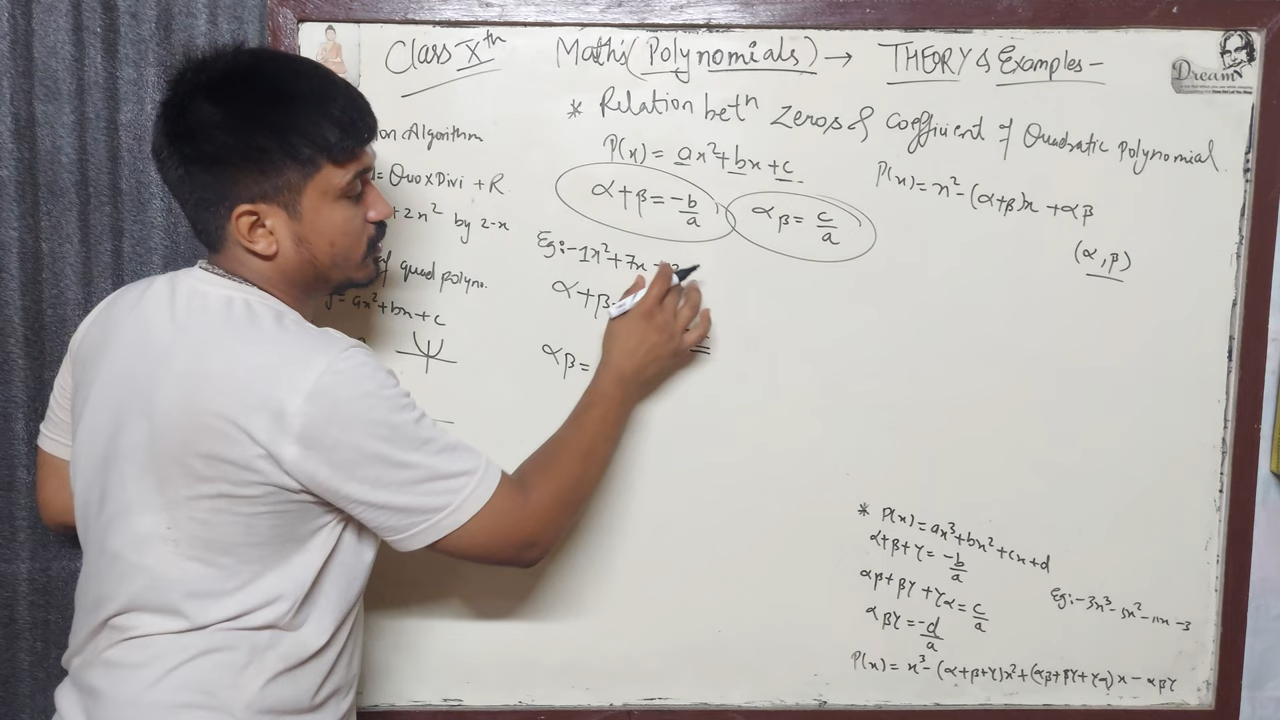 Class Xth Maths (Polynomials) → THEORY & Examples -
* Relation betn Zeros & Coefficient of Quadratic Polynomial
on Algorithm
= Quo x Divi + R
+2x² by 2-x
of quad polyno.
y = ax²+bx+c
P(x) = ax²+bx+c
α+β = -b/a
αβ = c/a
Eg:- 1x²+7x
α+β
αβ =
P(x) = x²-(α+β)x +αβ
(α,β)
* P(x) = ax³+bx²+cx+d
α+β+γ = -b/a
αβ+βγ+γα = c/a
αβγ = -d/a
Eg:- 3x³-5x²-11x-3
P(x) = x³-(α+β+γ)x²+(αβ+βγ+γα)x-αβγ
Dream